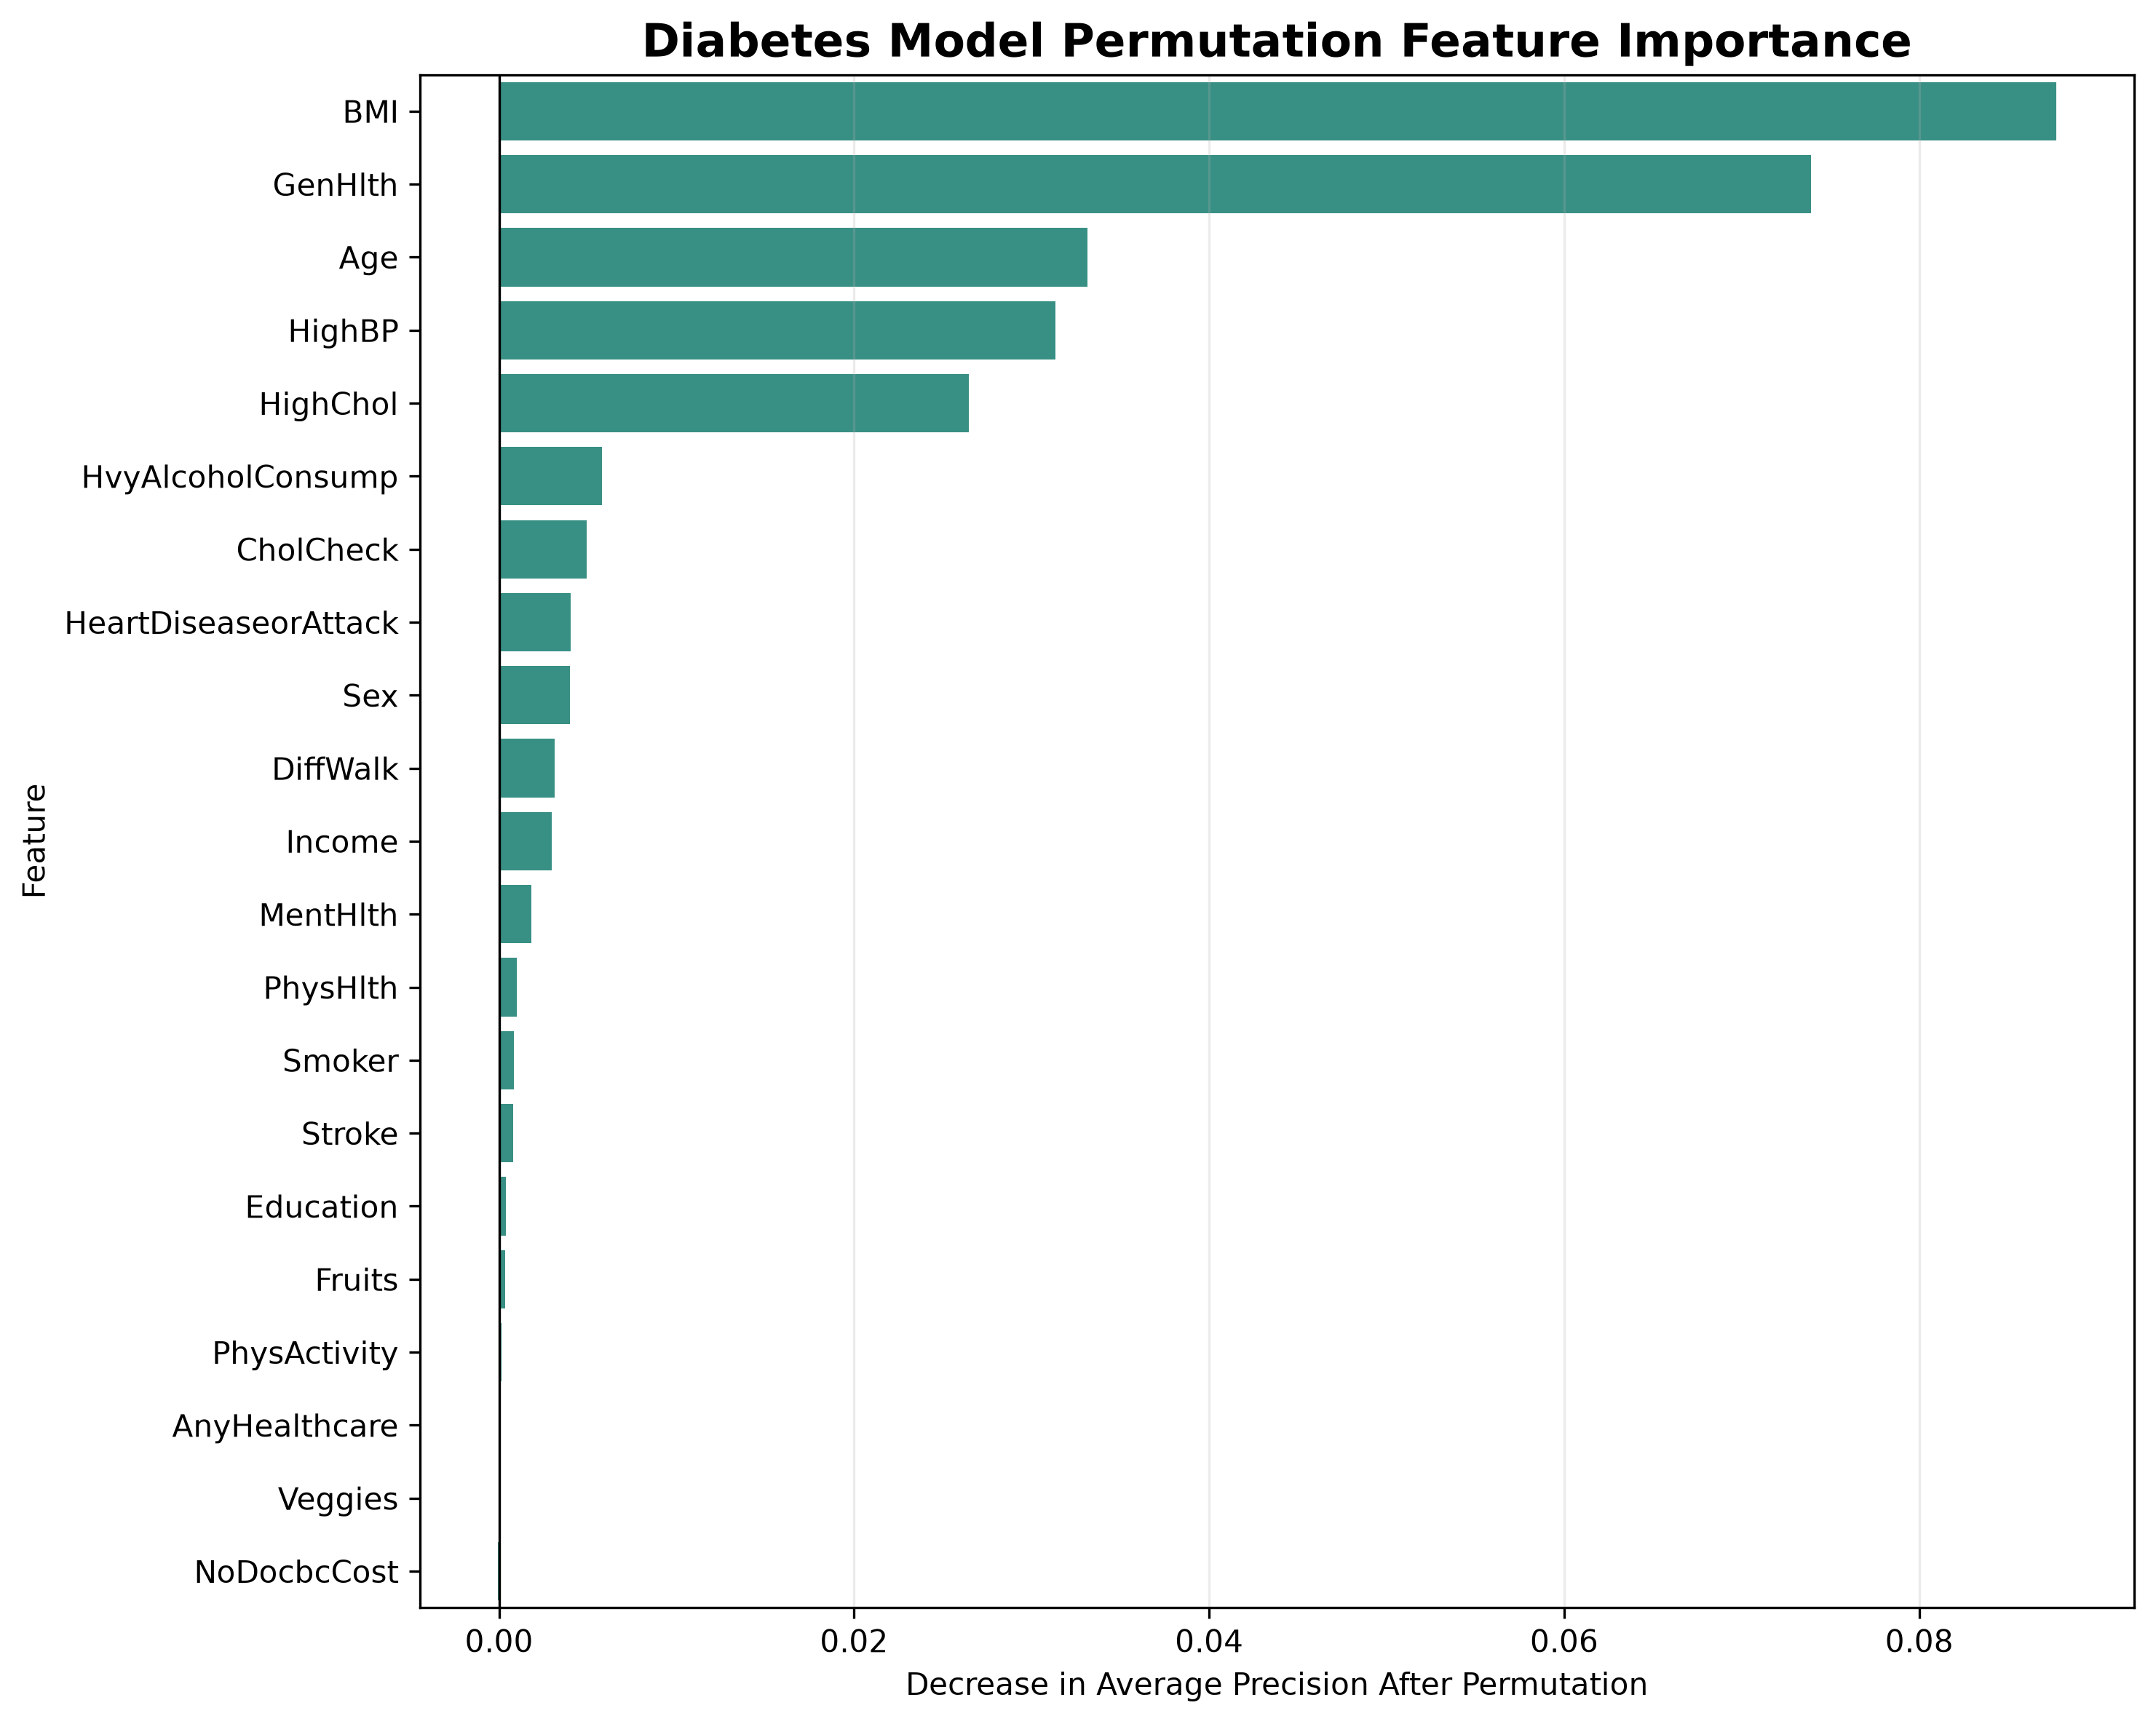 Diabetes Model Permutation Feature Importance
BMI
GenHlth
Age
HighBP
HighChol
HvyAlcoholConsump
CholCheck
HeartDiseaseorAttack
Sex
DiffWalk
Income
MentHlth
PhysHlth
Smoker
Stroke
Education
Fruits
PhysActivity
AnyHealthcare
Veggies
NoDocbcCost
Feature
0.00 0.02 0.04 0.06 0.08
Decrease in Average Precision After Permutation